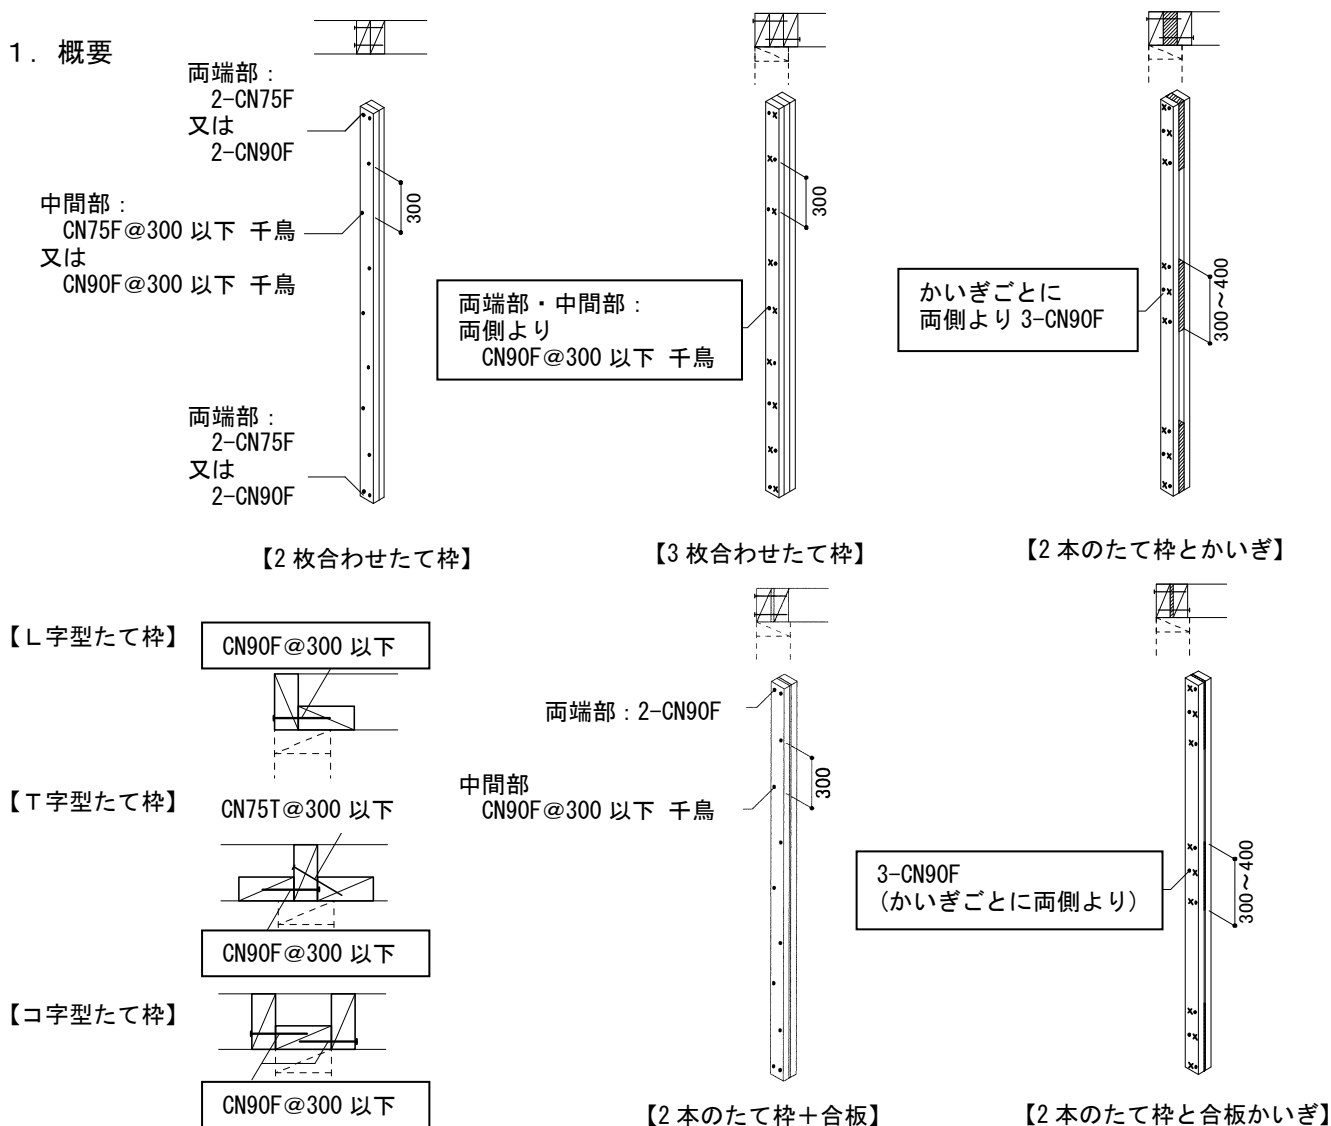 1. 概要
両端部：
2-CN75F
又は
2-CN90F
中間部：
CN75F@300 以下 千鳥
又は
CN90F@300 以下 千鳥
両端部：
2-CN75F
又は
2-CN90F
300
【2 枚合わせたて枠】
両端部・中間部：
両側より
CN90F@300 以下 千鳥
300
【3 枚合わせたて枠】
かいぎごとに
両側より 3-CN90F
300～400
【2 本のたて枠とかいぎ】
【L字型たて枠】
CN90F@300 以下
【T字型たて枠】
CN75T@300 以下
CN90F@300 以下
【コ字型たて枠】
CN90F@300 以下
両端部：2-CN90F
中間部
CN90F@300 以下 千鳥
300
【2 本のたて枠＋合板】
3-CN90F
(かいぎごとに両側より)
300～400
【2 本のたて枠と合板かいぎ】